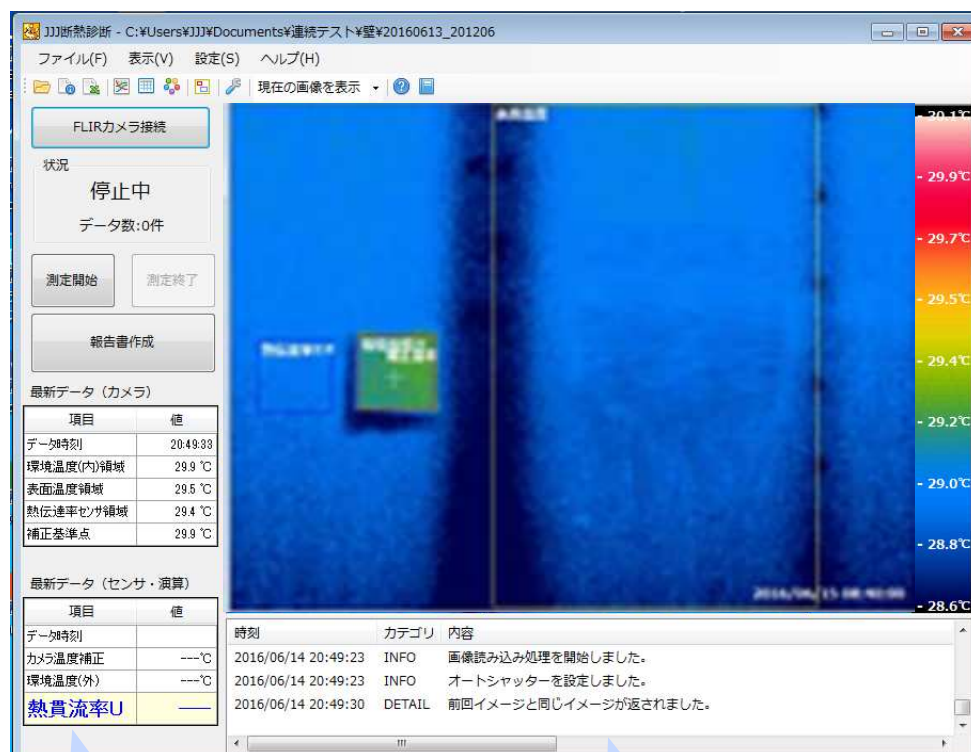 JJJ断熱診断 - C:¥Users¥JJJ¥Documents¥連続テスト¥壁¥20160613_201206
ファイル(F) 表示(V) 設定(S) ヘルプ(H)
現在の画像を表示
FLIRカメラ接続
状況
停止中
データ数:0件
測定開始 測定終了
報告書作成
最新データ（カメラ）
項目 値
データ時刻 20:49:33
環境温度(内)領域 29.9 ℃
表面温度領域 29.5 ℃
熱伝達率センサ領域 29.4 ℃
補正基準点 29.9 ℃
最新データ（センサ・演算）
項目 値
データ時刻
カメラ温度補正 ---℃
環境温度(外) ---℃
熱貫流率U ---
表面温度
30.1℃
29.9℃
29.7℃
29.5℃
29.4℃
29.2℃
29.0℃
28.8℃
28.6℃
時刻 カテゴリ 内容
2016/06/14 20:49:23 INFO 画像読み込み処理を開始しました。
2016/06/14 20:49:23 INFO オートシャッターを設定しました。
2016/06/14 20:49:30 DETAIL 前回イメージと同じイメージが返されました。